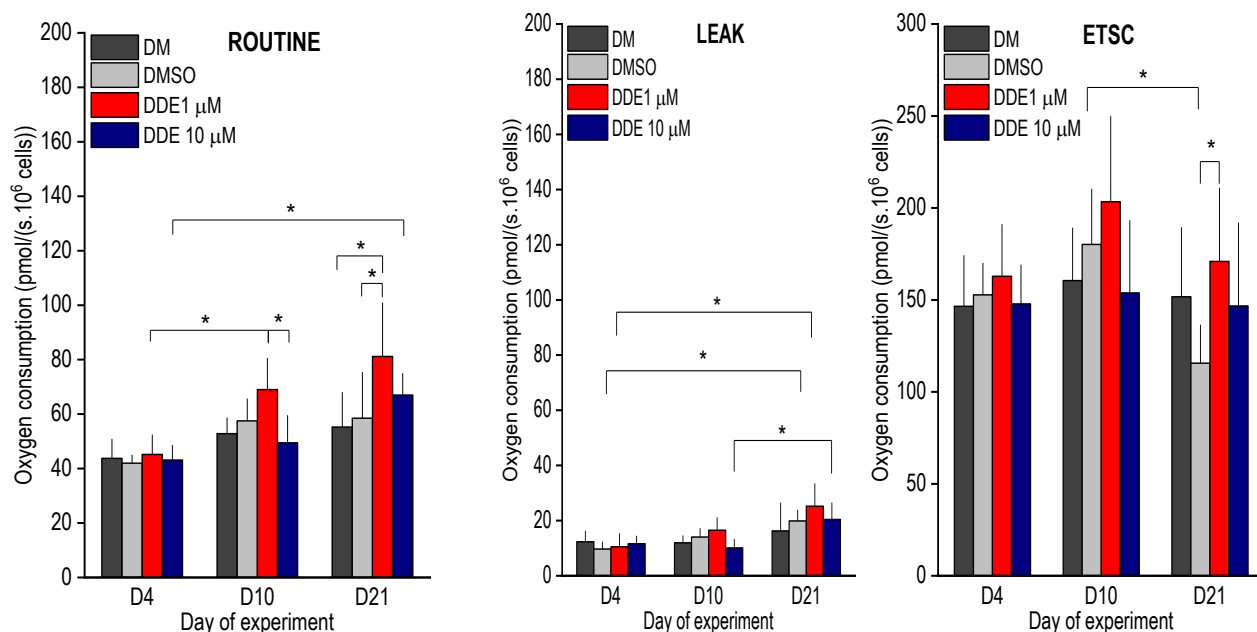 ROUTINE
DM
DMSO
DDE1 μM
DDE 10 μM
Oxygen consumption (pmol/(s.10⁶ cells))
200
180
160
140
120
100
80
60
40
20
0
*
*
*
*
*
D4 D10 D21
Day of experiment
LEAK
DM
DMSO
DDE1 μM
DDE 10 μM
Oxygen consumption (pmol/(s.10⁶ cells))
200
180
160
140
120
100
80
60
40
20
0
*
*
*
D4 D10 D21
Day of experiment
ETSC
DM
DMSO
DDE1 μM
DDE 10 μM
Oxygen consumption (pmol/(s.10⁶ cells))
300
250
200
150
100
50
0
*
*
D4 D10 D21
Day of experiment